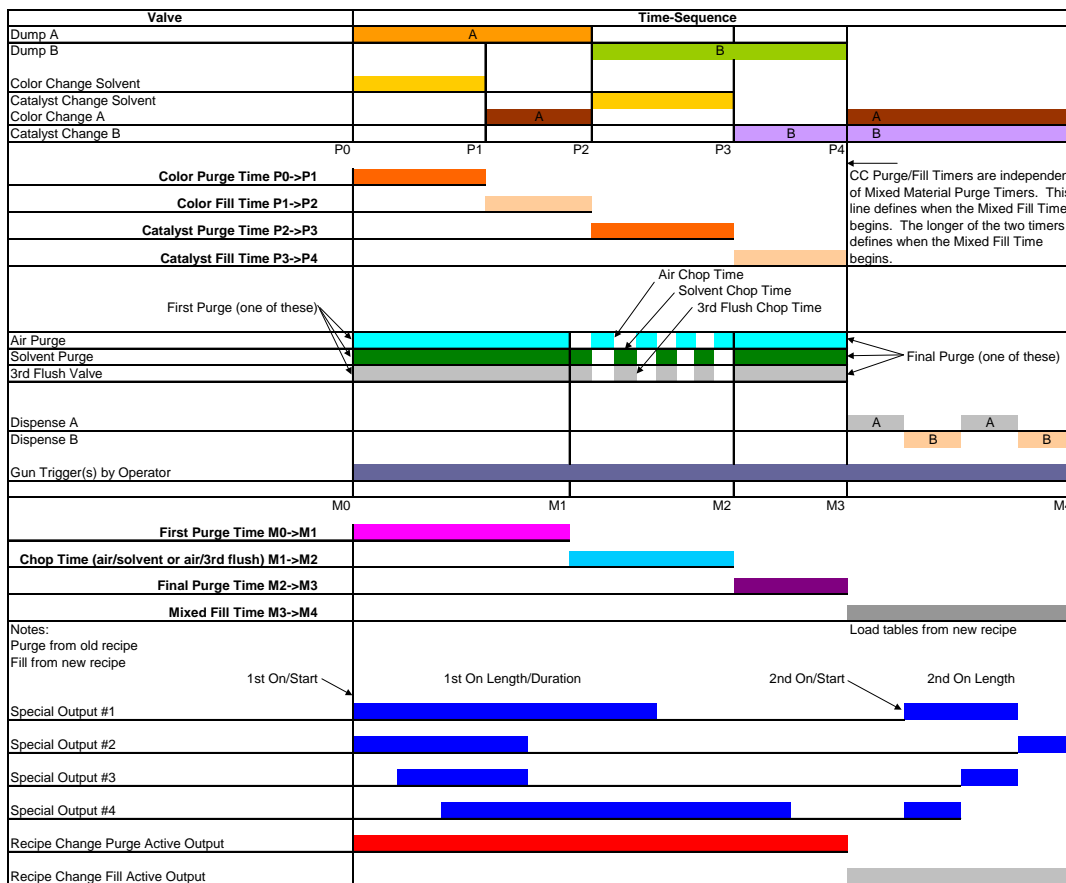 Valve Time-Sequence
Dump A A
Dump B B
Color Change Solvent
Catalyst Change Solvent
Color Change A A A
Catalyst Change B B B
P0 P1 P2 P3 P4
Color Purge Time P0->P1
Color Fill Time P1->P2
Catalyst Purge Time P2->P3
Catalyst Fill Time P3->P4
CC Purge/Fill Timers are independen
of Mixed Material Purge Timers. This
line defines when the Mixed Fill Time
begins. The longer of the two timers
defines when the Mixed Fill Time
begins.
Air Chop Time
Solvent Chop Time
First Purge (one of these) 3rd Flush Chop Time
Air Purge
Solvent Purge Final Purge (one of these)
3rd Flush Valve
Dispense A A A
Dispense B B B
Gun Trigger(s) by Operator
M0 M1 M2 M3 M4
First Purge Time M0->M1
Chop Time (air/solvent or air/3rd flush) M1->M2
Final Purge Time M2->M3
Mixed Fill Time M3->M4
Notes: Load tables from new recipe
Purge from old recipe
Fill from new recipe
1st On/Start 1st On Length/Duration 2nd On/Start 2nd On Length
Special Output #1
Special Output #2
Special Output #3
Special Output #4
Recipe Change Purge Active Output
Recipe Change Fill Active Output